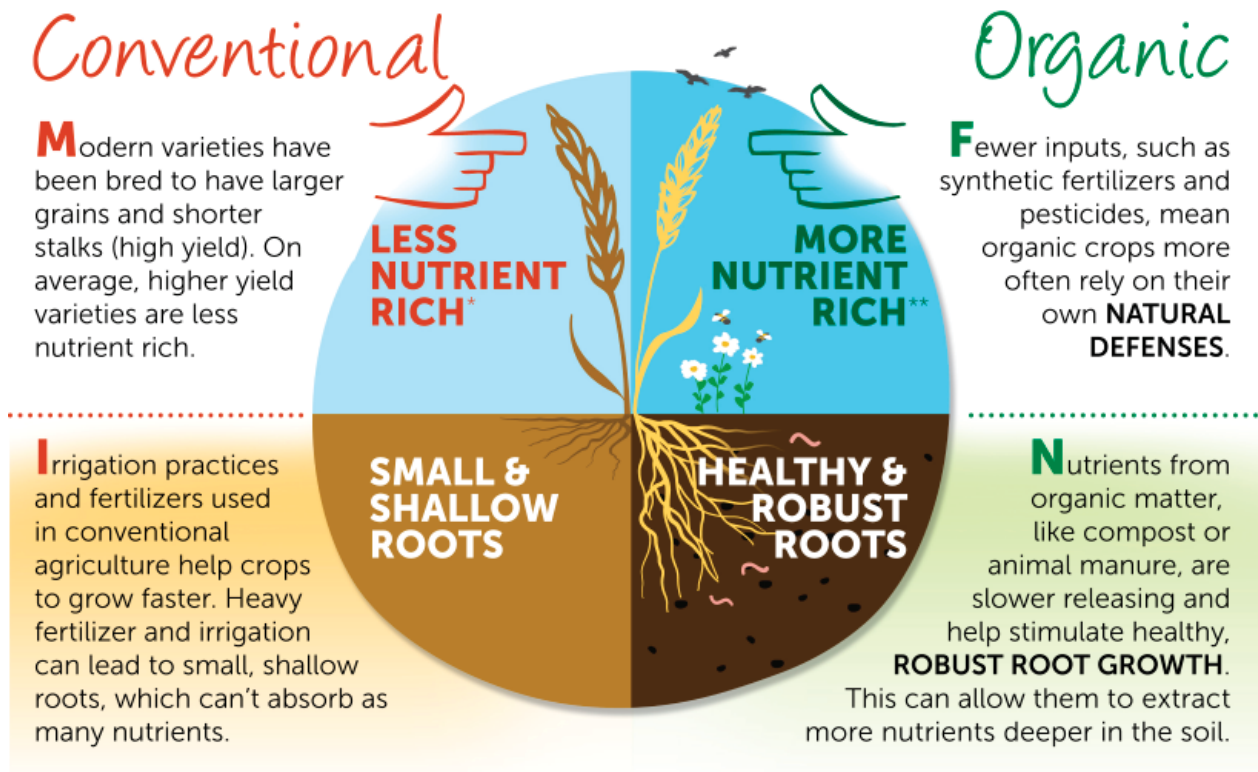 Conventional
Modern varieties have
been bred to have larger
grains and shorter
stalks (high yield). On
average, higher yield
varieties are less
nutrient rich.
LESS
NUTRIENT
RICH*
Irrigation practices
and fertilizers used
in conventional
agriculture help crops
to grow faster. Heavy
fertilizer and irrigation
can lead to small, shallow
roots, which can't absorb as
many nutrients.
SMALL &
SHALLOW
ROOTS
Organic
Fewer inputs, such as
synthetic fertilizers and
pesticides, mean
organic crops more
often rely on their
own NATURAL
DEFENSES.
MORE
NUTRIENT
RICH**
HEALTHY &
ROBUST
ROOTS
Nutrients from
organic matter,
like compost or
animal manure, are
slower releasing and
help stimulate healthy,
ROBUST ROOT GROWTH.
This can allow them to extract
more nutrients deeper in the soil.